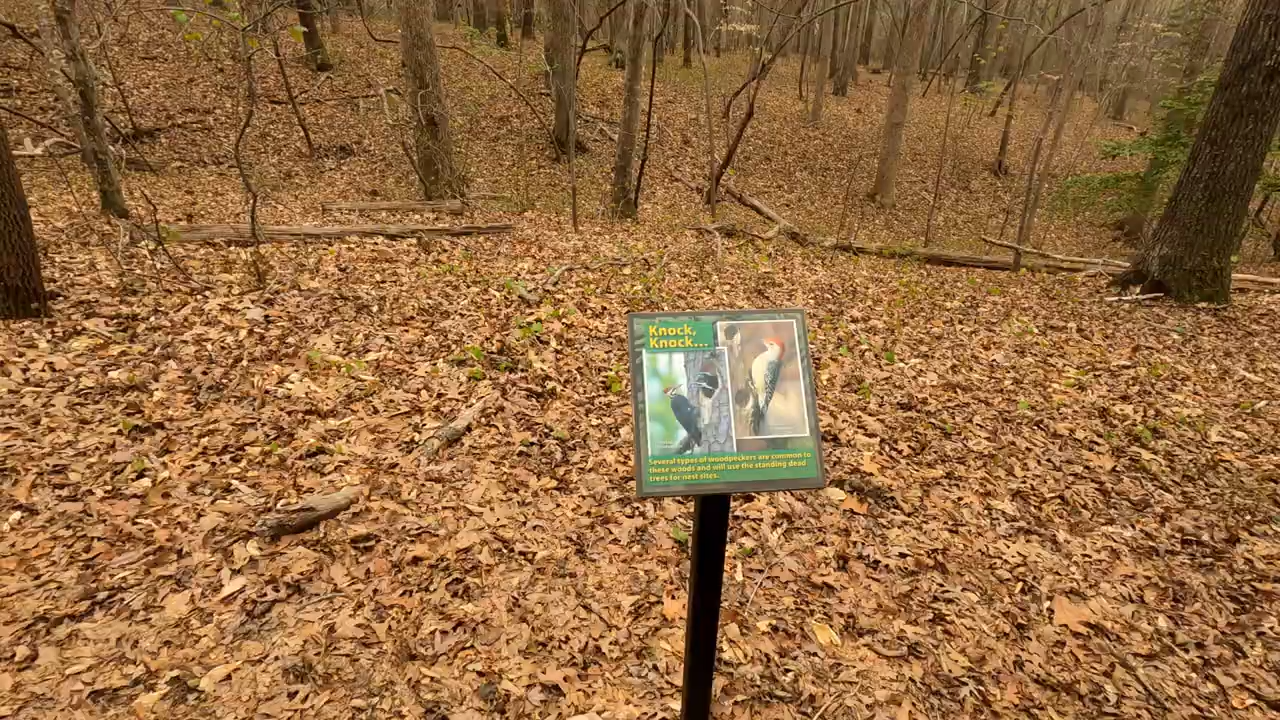 Knock,
Knock...
Several types of woodpeckers are common to
these woods and will use the standing dead
trees for nest sites.